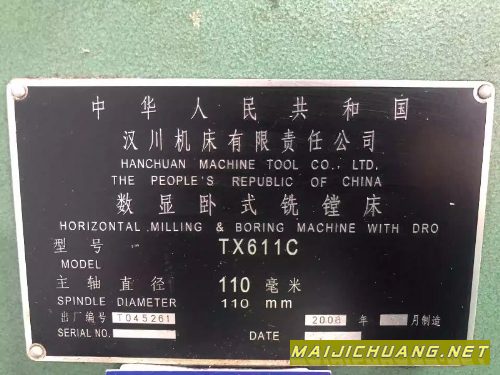 中华人民共和国
汉川机床有限责任公司
HANCHUAN MACHINE TOOL CO., LTD.
THE PEOPLE'S REPUBLIC OF CHINA
数显卧式铣镗床
HORIZONTAL MILLING & BORING MACHINE WITH DRO
型号 TX611C
MODEL
主轴直径 110 毫米
SPINDLE DIAMETER 110 mm
出厂编号 T045261 2008 年 月制造
SERIAL NO. DATE
MAIJICHUANG.NET